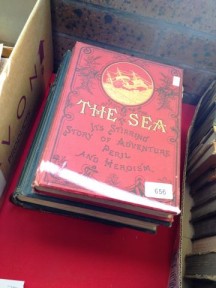 THE SEA
ITS STIRRING
STORY OF ADVENTURE
PERIL
AND HEROISM.
656